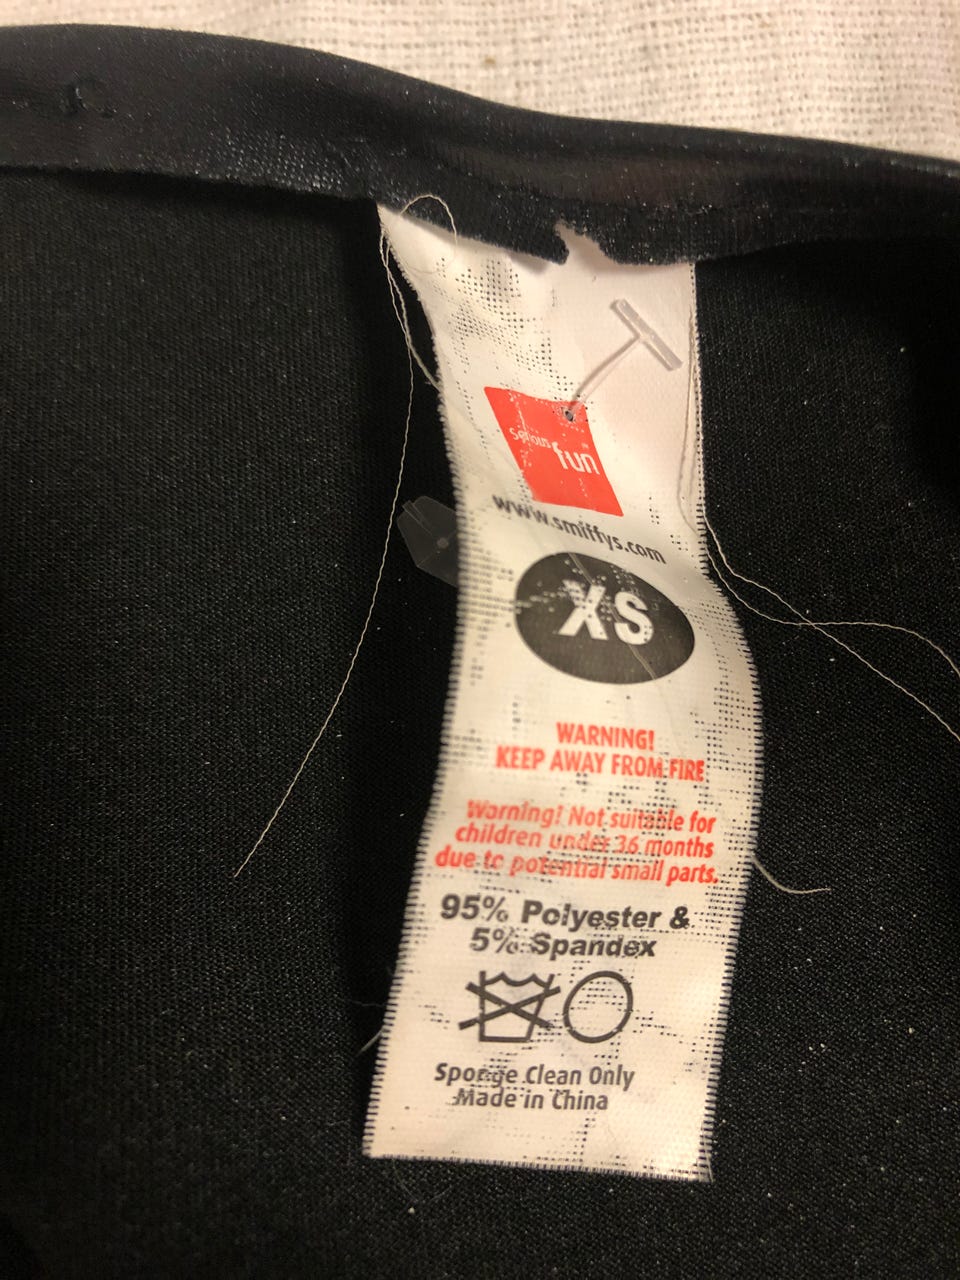 Serious
fun
™
www.smiffys.com
XS
WARNING!
KEEP AWAY FROM FIRE
Warning! Not suitable for
children under 36 months
due to potential small parts.
95% Polyester &
5% Spandex
Sponge Clean Only
Made in China